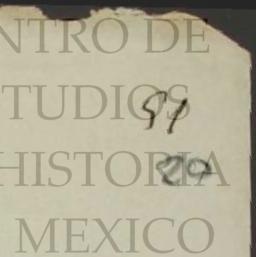 NTRO DE
TUDIOS
91
HISTORIA
29
MEXICO